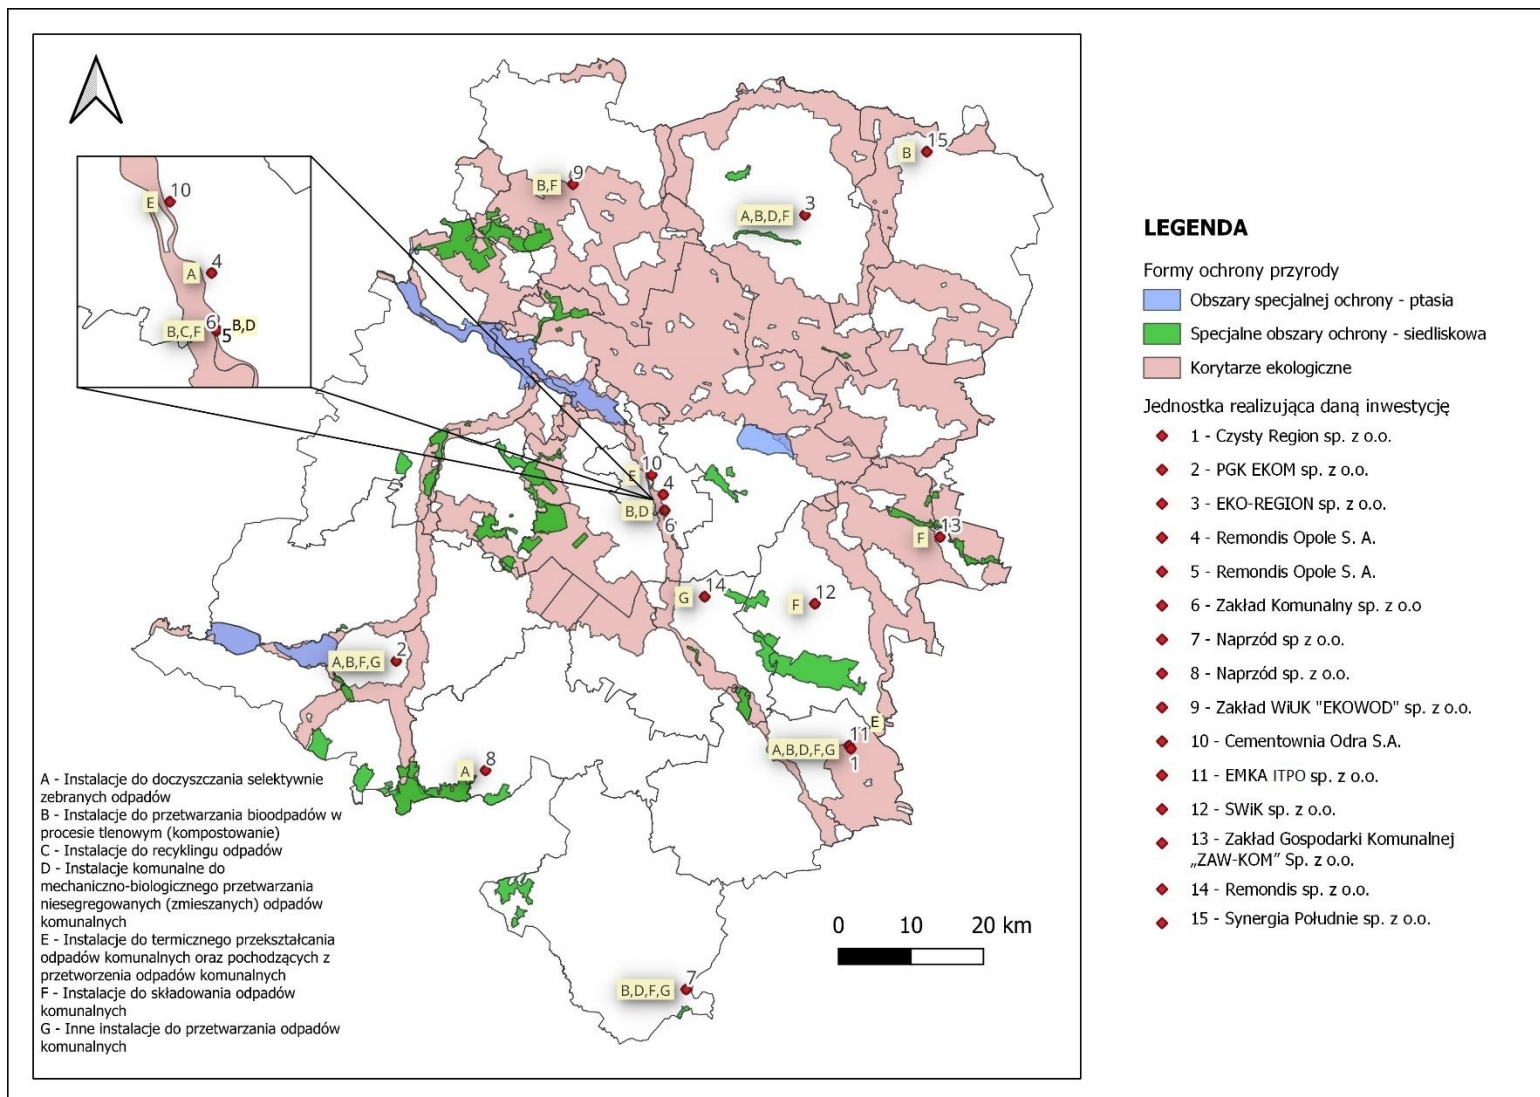 15
B
9
B,F
3
A,B,D,F
10
E
4
A
6
B,C,F
B,D
5
10
E
4
B,D
6
13
F
14
G
12
F
2
A,B,F,G
E
11
A,B,D,F,G
1
8
A
7
B,D,F,G
0 10 20 km
A - Instalacje do doczyszczania selektywnie
zebranych odpadów
B - Instalacje do przetwarzania bioodpadów w
procesie tlenowym (kompostowanie)
C - Instalacje do recyklingu odpadów
D - Instalacje komunalne do
mechaniczno-biologicznego przetwarzania
niesegregowanych (zmieszanych) odpadów
komunalnych
E - Instalacje do termicznego przekształcania
odpadów komunalnych oraz pochodzących z
przetworzenia odpadów komunalnych
F - Instalacje do składowania odpadów
komunalnych
G - Inne instalacje do przetwarzania odpadów
komunalnych
LEGENDA
Formy ochrony przyrody
Obszary specjalnej ochrony - ptasia
Specjalne obszary ochrony - siedliskowa
Korytarze ekologiczne
Jednostka realizująca daną inwestycję
1 - Czysty Region sp. z o.o.
2 - PGK EKOM sp. z o.o.
3 - EKO-REGION sp. z o.o.
4 - Remondis Opole S. A.
5 - Remondis Opole S. A.
6 - Zakład Komunalny sp. z o.o
7 - Naprzód sp z o.o.
8 - Naprzód sp. z o.o.
9 - Zakład WiUK "EKOWOD" sp. z o.o.
10 - Cementownia Odra S.A.
11 - EMKA ITPO sp. z o.o.
12 - SWiK sp. z o.o.
13 - Zakład Gospodarki Komunalnej
„ZAW-KOM” Sp. z o.o.
14 - Remondis sp. z o.o.
15 - Synergia Południe sp. z o.o.